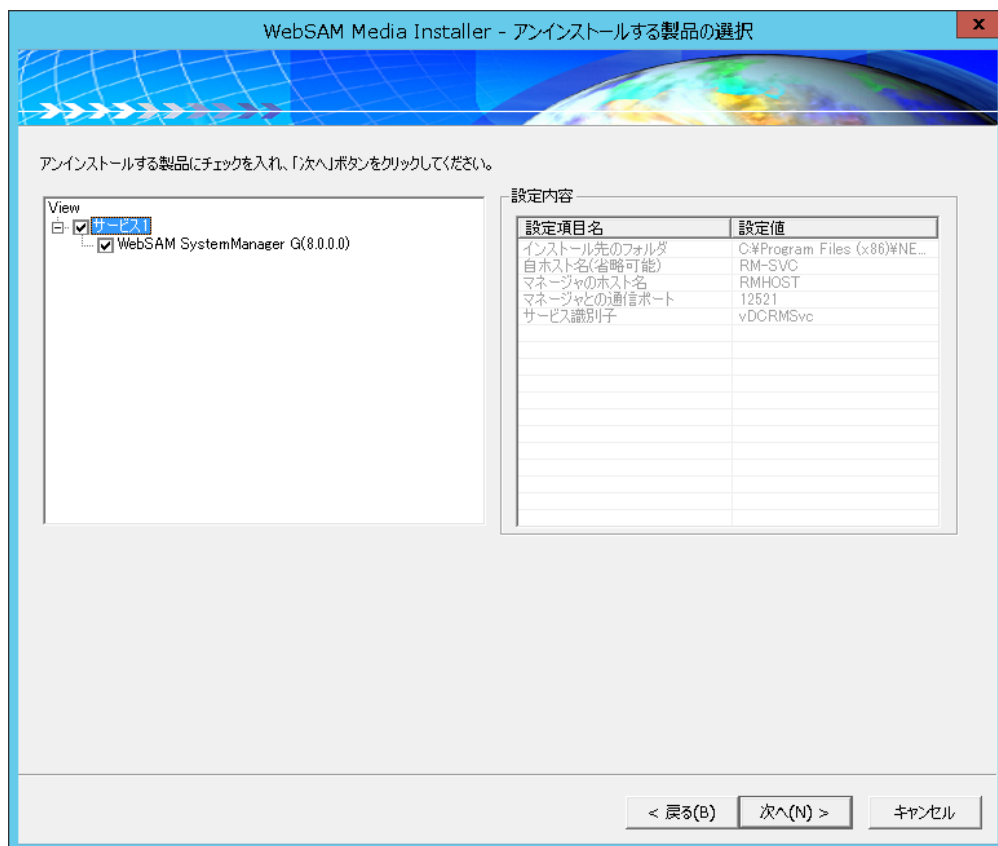 WebSAM Media Installer - アンインストールする製品の選択
x
アンインストールする製品にチェックを入れ、「次へ」ボタンをクリックしてください。
View
サービス1
WebSAM SystemManager G(8.0.0.0)
設定内容
設定項目名 設定値
インストール先のフォルダ C:¥Program Files (x86)¥NE...
自ホスト名(省略可能) RM-SVC
マネージャのホスト名 RMHOST
マネージャとの通信ポート 12521
サービス識別子 vDCRMSvc
< 戻る(B) 次へ(N) > キャンセル